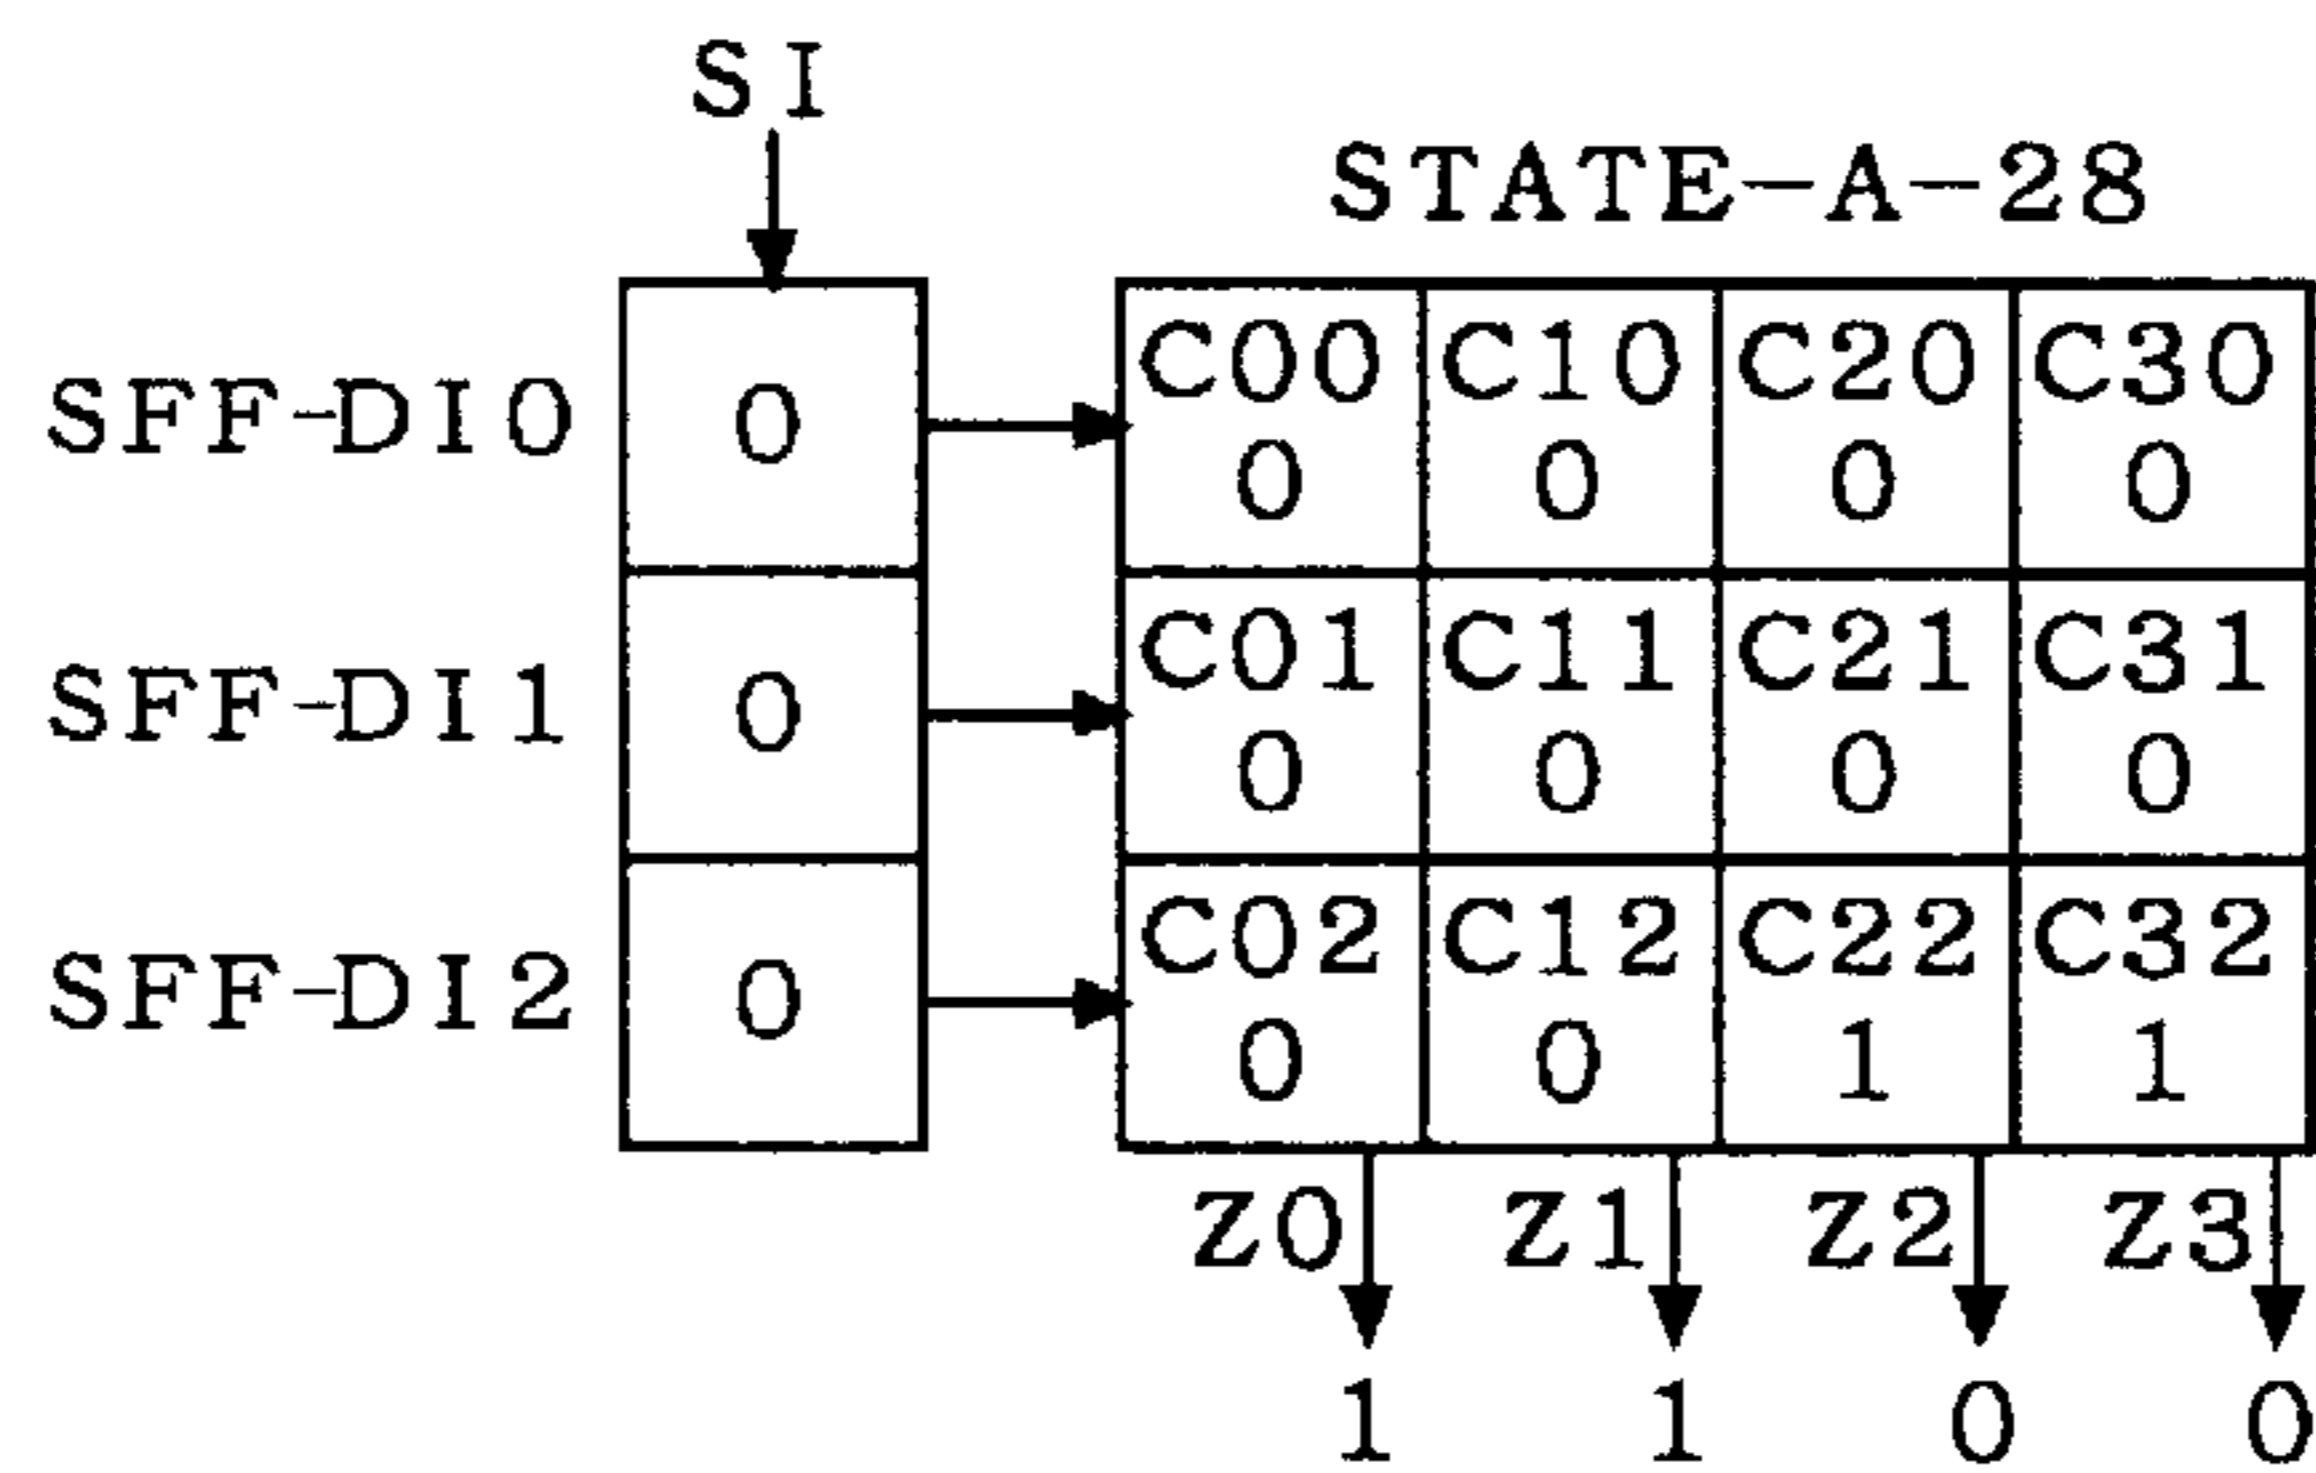 SI
STATE-A-28
C00 C10 C20 C30
SFF-DI0 0 0 0 0 0
C01 C11 C21 C31
SFF-DI1 0 0 0 0 0
C02 C12 C22 C32
SFF-DI2 0 0 0 1 1
Z0 Z1 Z2 Z3
1 1 0 0